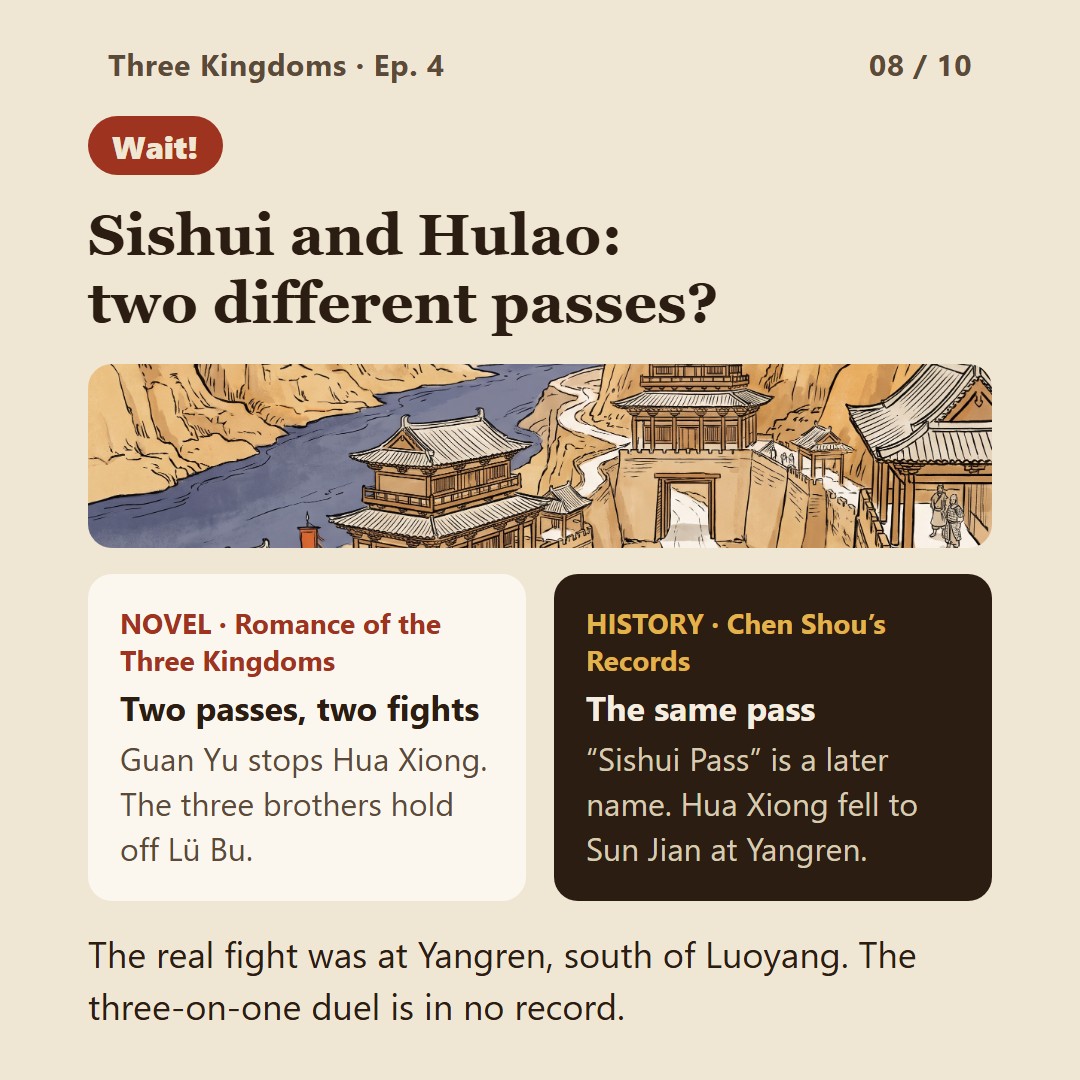 Three Kingdoms · Ep. 4
08 / 10
Wait!
Sishui and Hulao:
two different passes?
NOVEL · Romance of the
Three Kingdoms
Two passes, two fights
Guan Yu stops Hua Xiong.
The three brothers hold
off Lü Bu.
HISTORY · Chen Shou’s
Records
The same pass
“Sishui Pass” is a later
name. Hua Xiong fell to
Sun Jian at Yangren.
The real fight was at Yangren, south of Luoyang. The
three-on-one duel is in no record.